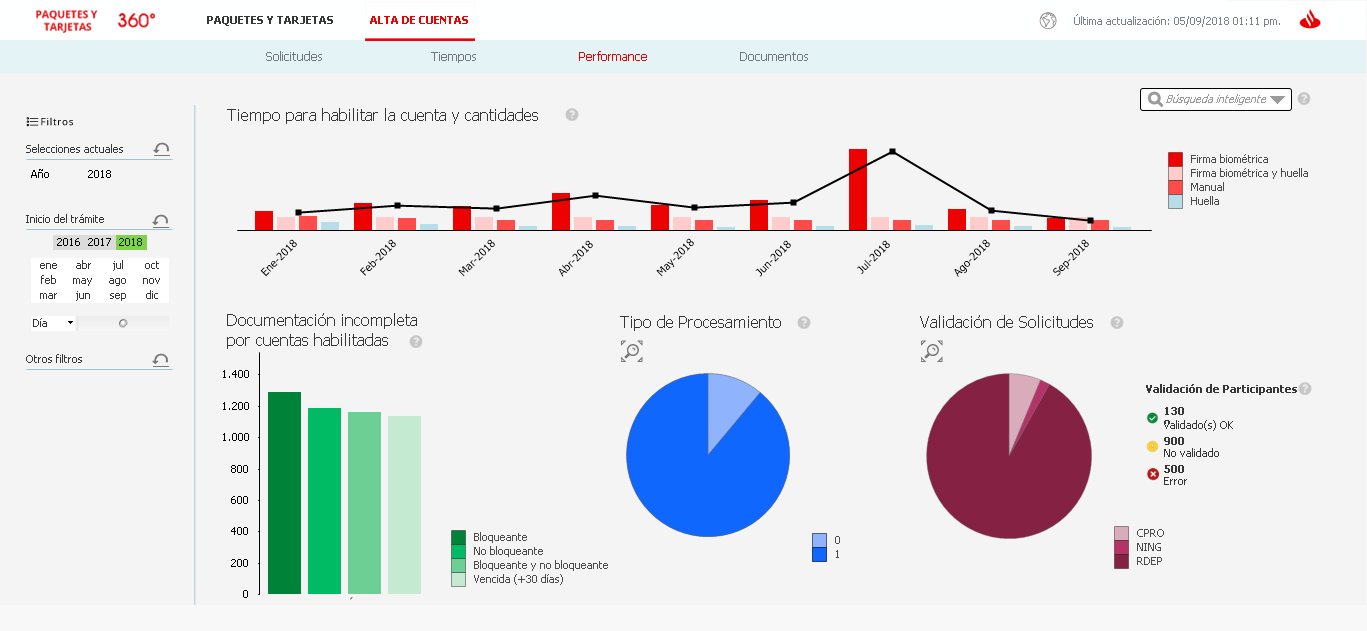 PAQUETES Y
TARJETAS
360°
PAQUETES Y TARJETAS
ALTA DE CUENTAS
Última actualización: 05/09/2018 01:11 pm.
Solicitudes
Tiempos
Performance
Documentos
Búsqueda inteligente
?
Filtros
Selecciones actuales
Año 2018
Inicio del trámite
2016 2017 2018
ene abr jul oct
feb may ago nov
mar jun sep dic
Día
Otros filtros
Tiempo para habilitar la cuenta y cantidades ?
Firma biométrica
Firma biométrica y huella
Manual
Huella
Ene-2018
Feb-2018
Mar-2018
Abr-2018
May-2018
Jun-2018
Jul-2018
Ago-2018
Sep-2018
Documentación incompleta
por cuentas habilitadas ?
1.400
1.200
1.000
800
600
400
200
0
Bloqueante
No bloqueante
Bloqueante y no bloqueante
Vencida (+30 días)
Tipo de Procesamiento ?
0
1
Validación de Solicitudes ?
CPRO
NING
RDEP
Validación de Participantes ?
130
Validado(s) OK
900
No validado
500
Error